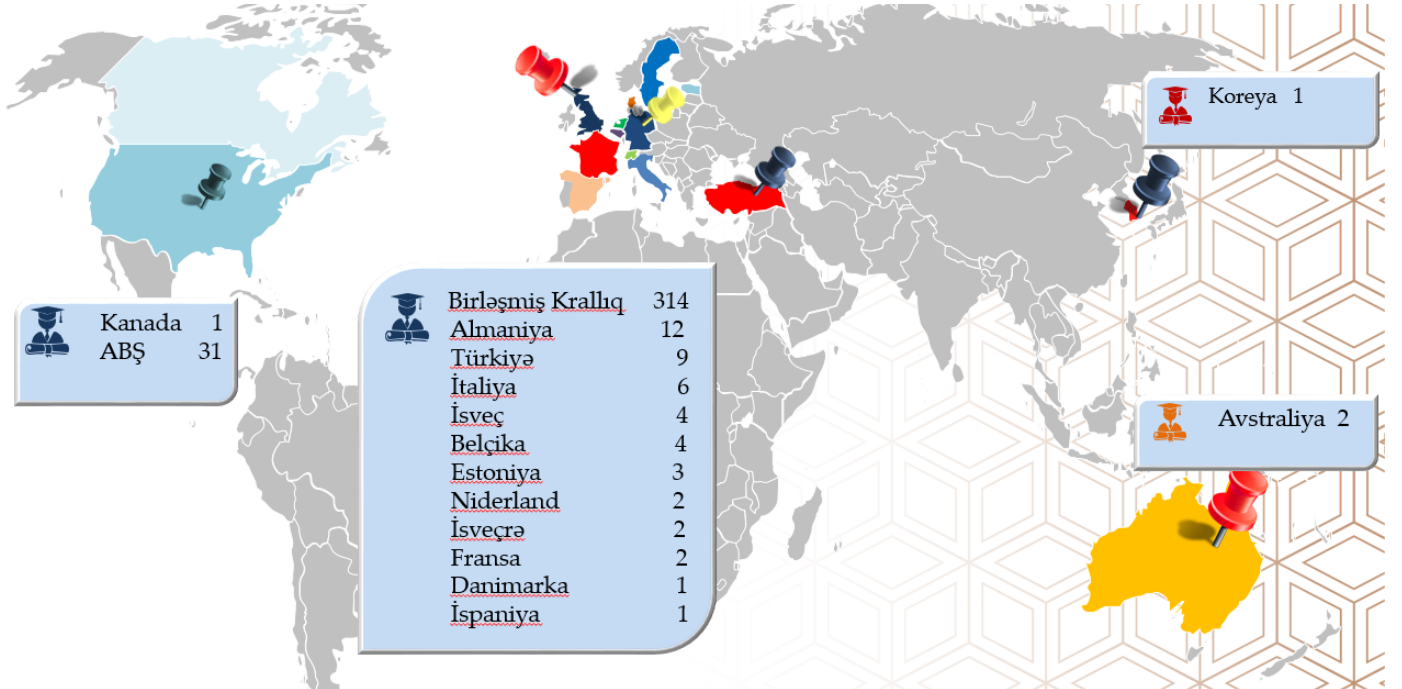 Koreya 1
Kanada 1
ABŞ 31
Birləşmiş Krallıq 314
Almaniya 12
Türkiyə 9
İtaliya 6
İsveç 4
Belçika 4
Estoniya 3
Niderland 2
İsveçrə 2
Fransa 2
Danimarka 1
İspaniya 1
Avstraliya 2